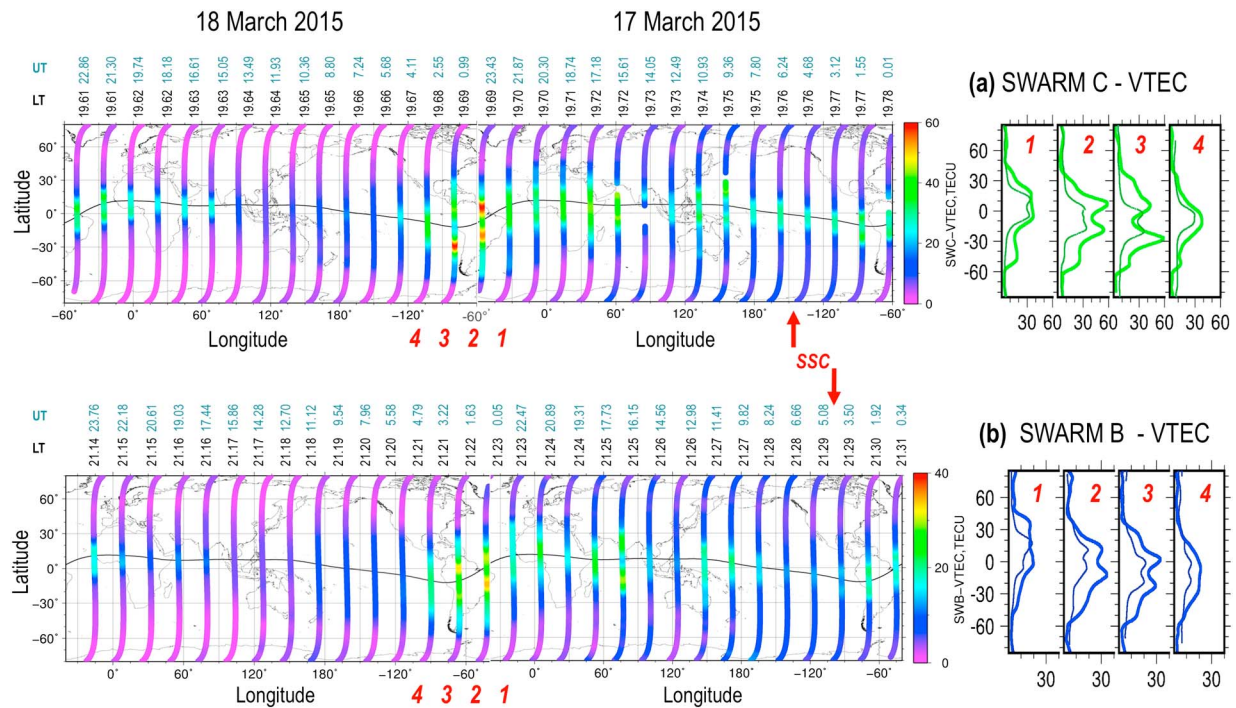 18 March 2015 17 March 2015
UT 22.86 21.30 19.74 18.18 16.61 15.05 13.49 11.93 10.36 8.80 7.24 5.68 4.11 2.55 0.99 23.43 21.87 20.30 18.74 17.18 15.61 14.05 12.49 10.93 9.36 7.80 6.24 4.68 3.12 1.55 0.01
LT 19.61 19.61 19.62 19.62 19.63 19.63 19.64 19.64 19.65 19.65 19.66 19.66 19.67 19.68 19.69 19.69 19.70 19.70 19.71 19.72 19.72 19.73 19.73 19.74 19.75 19.75 19.76 19.76 19.77 19.77 19.78
Latitude
60°
30°
0°
-30°
-60°
-60° 0° 60° 120° 180° -120° -60° 0° 60° 120° 180° -120° -60°
Longitude Longitude
4 3 2 1
60
40
20
0
SWC-VTEC,TECU
(a) SWARM C - VTEC
1 2 3 4
60
30
0
-30
-60
30 60 30 60 30 60 30 60
SSC
UT 23.76 22.18 20.61 19.03 17.44 15.86 14.28 12.70 11.12 9.54 7.96 5.58 4.79 3.22 1.63 0.05 22.47 20.89 19.31 17.73 16.15 14.56 12.98 11.41 9.82 8.24 6.66 5.08 3.50 1.92 0.34
LT 21.14 21.15 21.15 21.16 21.16 21.17 21.17 21.18 21.18 21.19 21.20 21.20 21.21 21.21 21.22 21.23 21.23 21.24 21.24 21.25 21.25 21.26 21.26 21.27 21.27 21.28 21.28 21.29 21.29 21.30 21.31
Latitude
60°
30°
0°
-30°
-60°
0° 60° 120° 180° -120° -60° 0° 60° 120° 180° -120° -60°
Longitude Longitude
4 3 2 1
40
20
0
SWB-VTEC,TECU
(b) SWARM B - VTEC
1 2 3 4
60
30
0
-30
-60
30 30 30 30